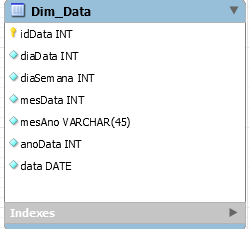 Dim_Data
idData INT
diaData INT
diaSemana INT
mesData INT
mesAno VARCHAR(45)
anoData INT
data DATE
Indexes